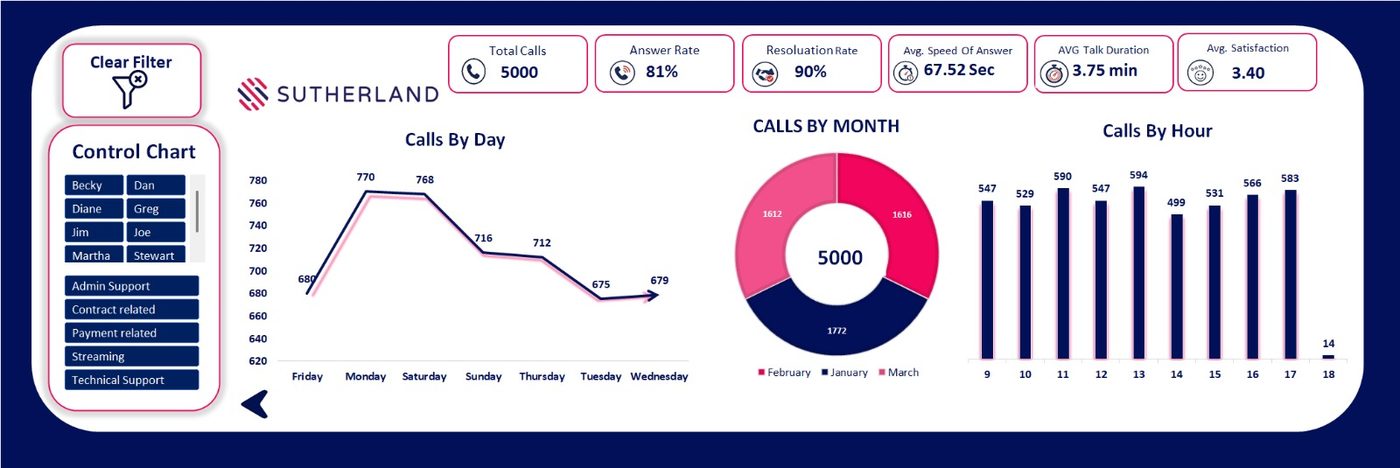 Clear Filter
SUTHERLAND
Total Calls
5000
Answer Rate
81%
Resoluation Rate
90%
Avg. Speed Of Answer
67.52 Sec
AVG Talk Duration
3.75 min
Avg. Satisfaction
3.40
Control Chart
Becky Dan
Diane Greg
Jim Joe
Martha Stewart
Admin Support
Contract related
Payment related
Streaming
Technical Support
Calls By Day
780
760
740
720
700
680
660
640
620
680
770
768
716
712
675
679
Friday Monday Saturday Sunday Thursday Tuesday Wednesday
CALLS BY MONTH
1612
1616
5000
1772
February January March
Calls By Hour
547 529 590 547 594 499 531 566 583 14
9 10 11 12 13 14 15 16 17 18